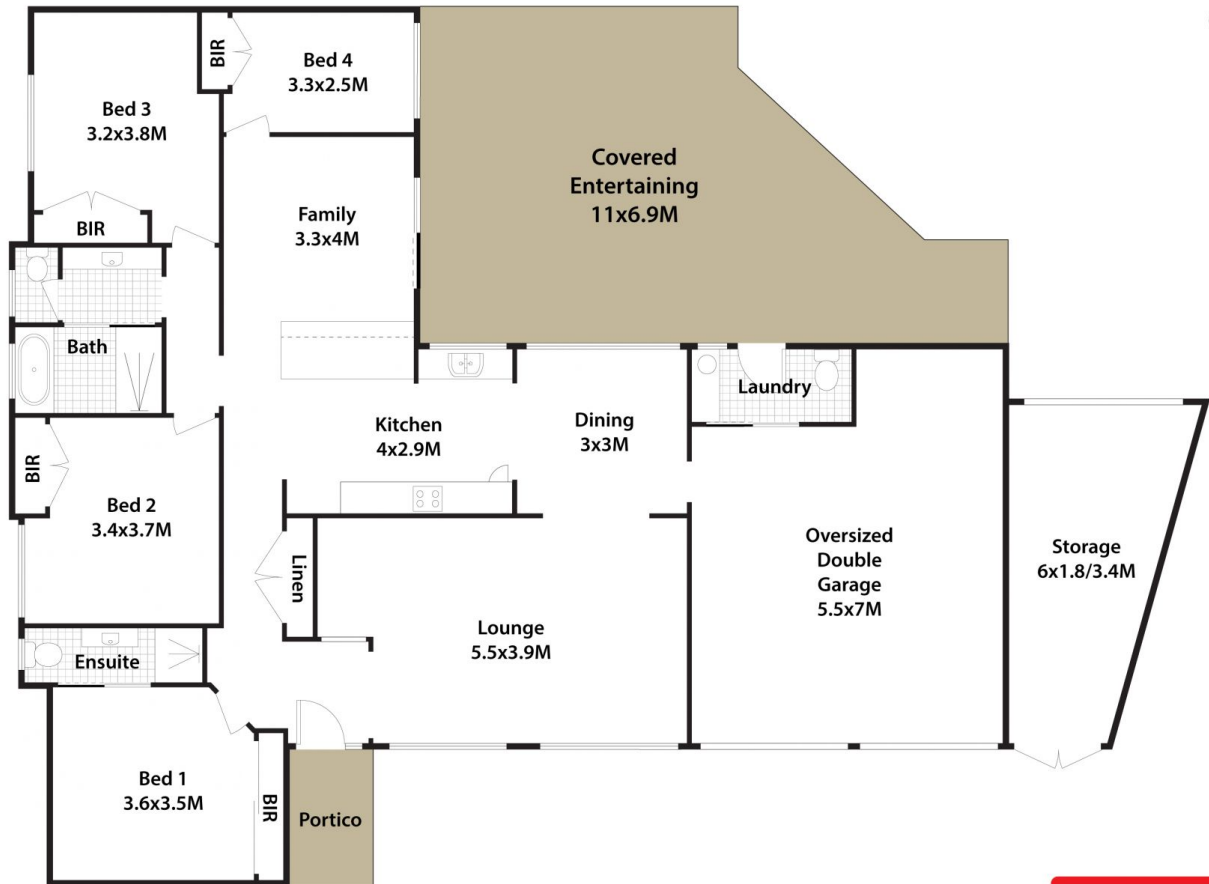 BIR
Bed 4
3.3x2.5M
Bed 3
3.2x3.8M
Covered
Entertaining
11x6.9M
Family
3.3x4M
BIR
Bath
Laundry
Kitchen
4x2.9M
Dining
3x3M
BIR
Bed 2
3.4x3.7M
Oversized
Double
Garage
5.5x7M
Storage
6x1.8/3.4M
Linen
Lounge
5.5x3.9M
Ensuite
Bed 1
3.6x3.5M
BIR
Portico